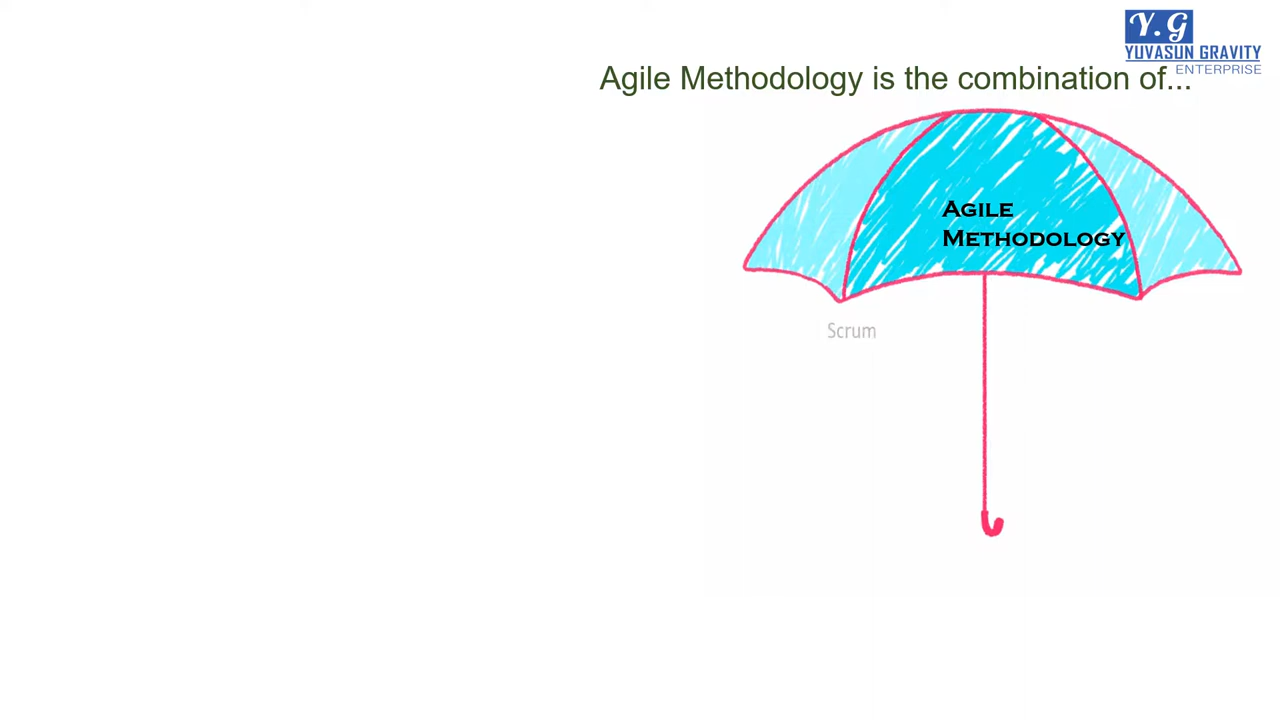 Y. G
YUVASUN GRAVITY
ENTERPRISE
Agile Methodology is the combination of...
AGILE
METHODOLOGY
Scrum